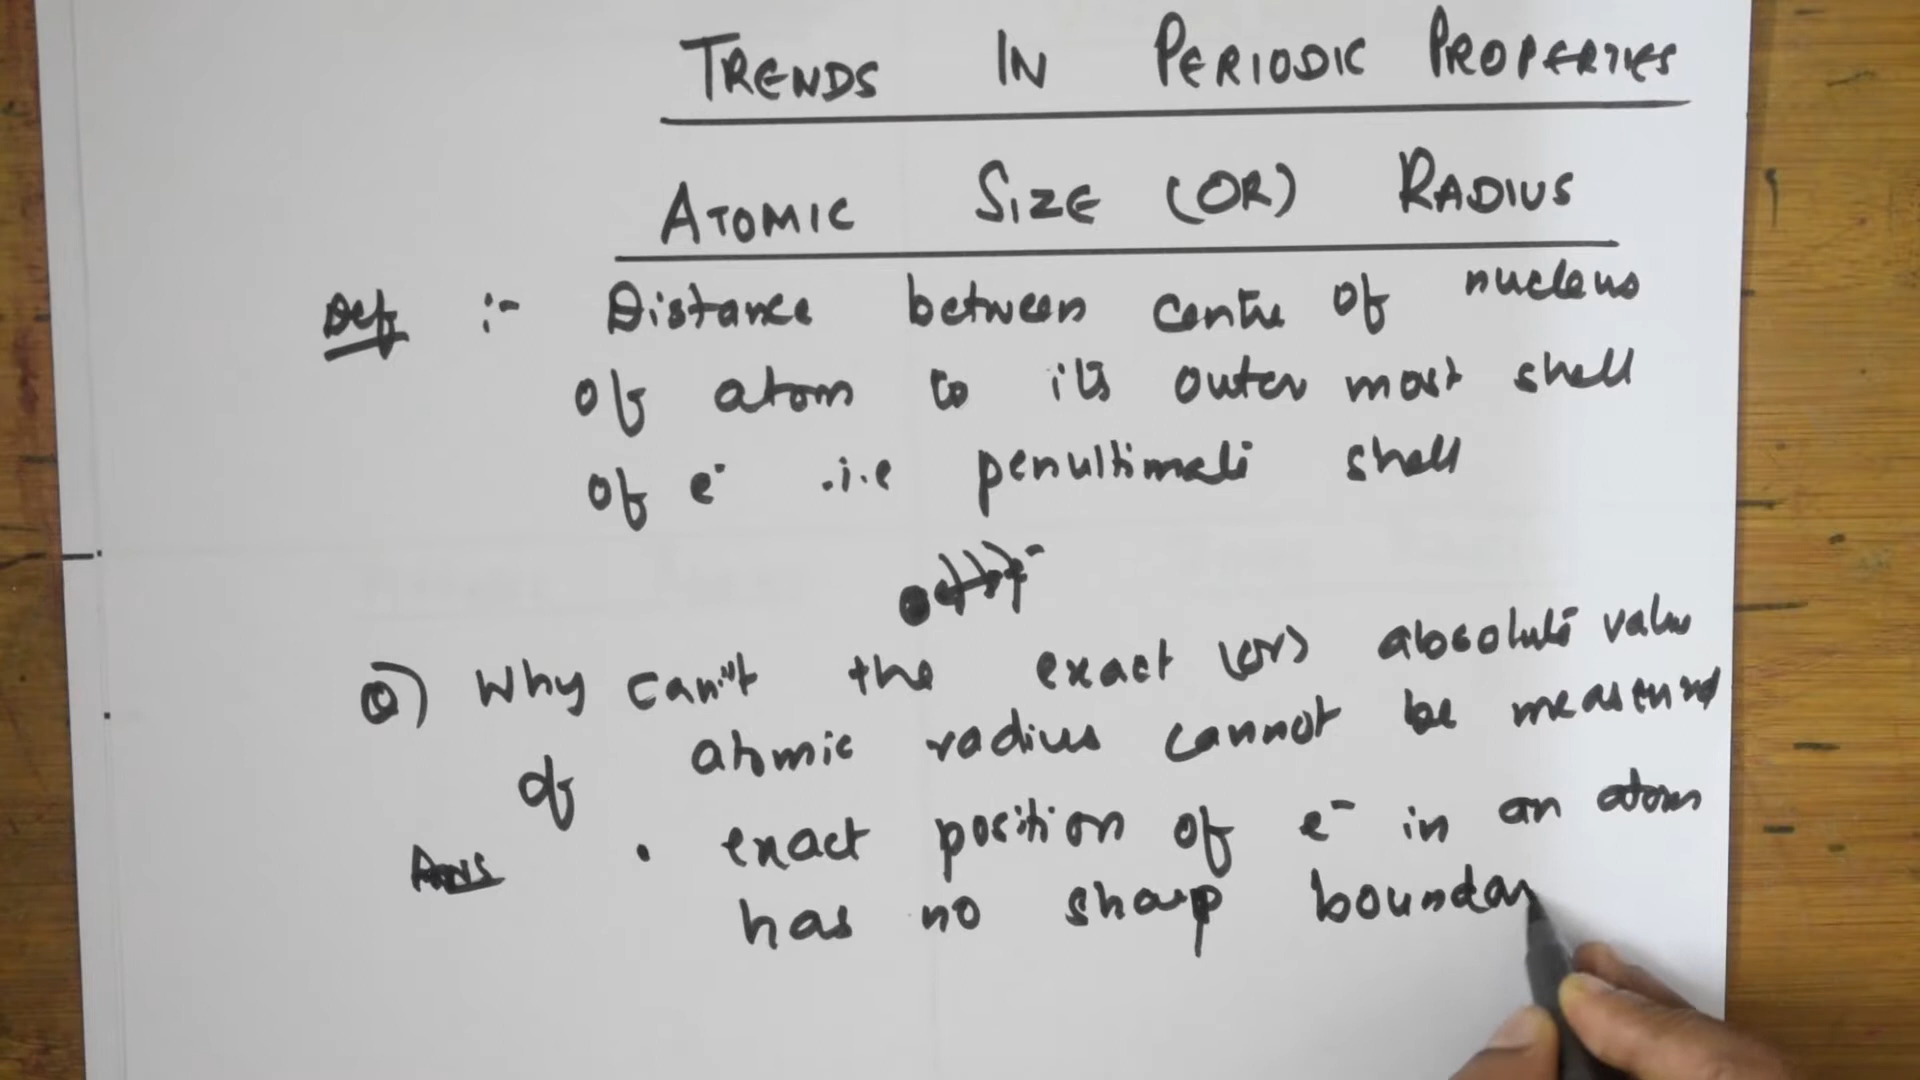 TRENDS IN PERIODIC PROPERTIES
ATOMIC SIZE (OR) RADIUS
Def :- Distance between centre of nucleus
of atom to its outer most shell
of e⁻ .i.e penultimate shell
Q) Why can't the exact (or) absolute value
of atomic radius cannot be measured
Ans • exact position of e⁻ in an atom
has no sharp boundar